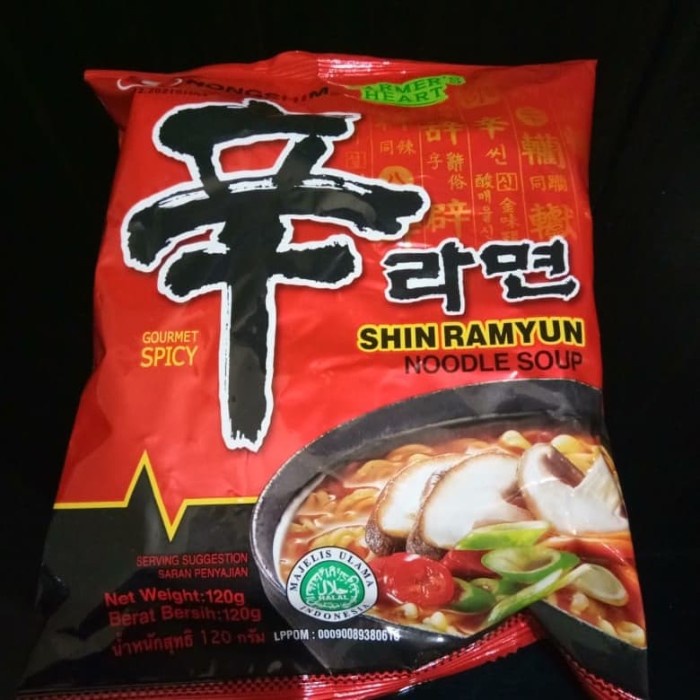 NONGSHIM
FARMER'S
HEART
辛
라면
SHIN RAMYUN
NOODLE SOUP
GOURMET
SPICY
SERVING SUGGESTION
SARAN PENYAJIAN
Net Weight:120g
Berat Bersih:120g
น้ำหนักสุทธิ 120 กรัม
MAJELIS ULAMA
HALAL
INDONESIA